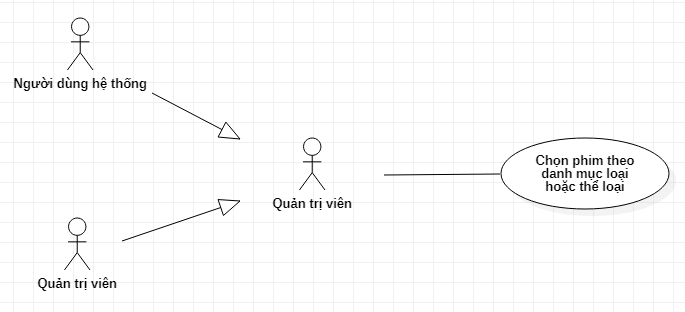 Người dùng hệ thống
Quản trị viên
Chọn phim theo
danh mục loại
hoặc thể loại
Quản trị viên